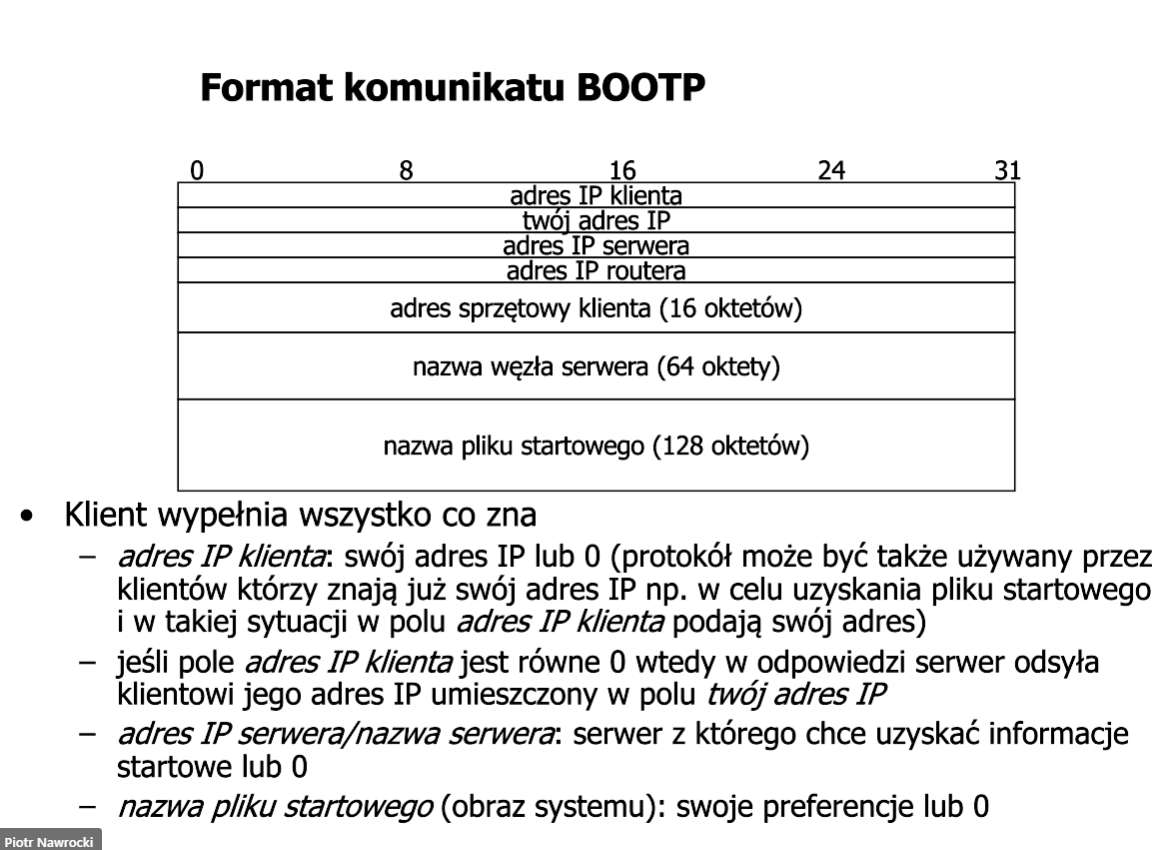 Format komunikatu BOOTP
0 8 16 24 31
adres IP klienta
twój adres IP
adres IP serwera
adres IP routera
adres sprzętowy klienta (16 oktetów)
nazwa węzła serwera (64 oktety)
nazwa pliku startowego (128 oktetów)
• Klient wypełnia wszystko co zna
– adres IP klienta: swój adres IP lub 0 (protokół może być także używany przez
klientów którzy znają już swój adres IP np. w celu uzyskania pliku startowego
i w takiej sytuacji w polu adres IP klienta podają swój adres)
– jeśli pole adres IP klienta jest równe 0 wtedy w odpowiedzi serwer odsyła
klientowi jego adres IP umieszczony w polu twój adres IP
– adres IP serwera/nazwa serwera: serwer z którego chce uzyskać informacje
startowe lub 0
– nazwa pliku startowego (obraz systemu): swoje preferencje lub 0
Piotr Nawrocki